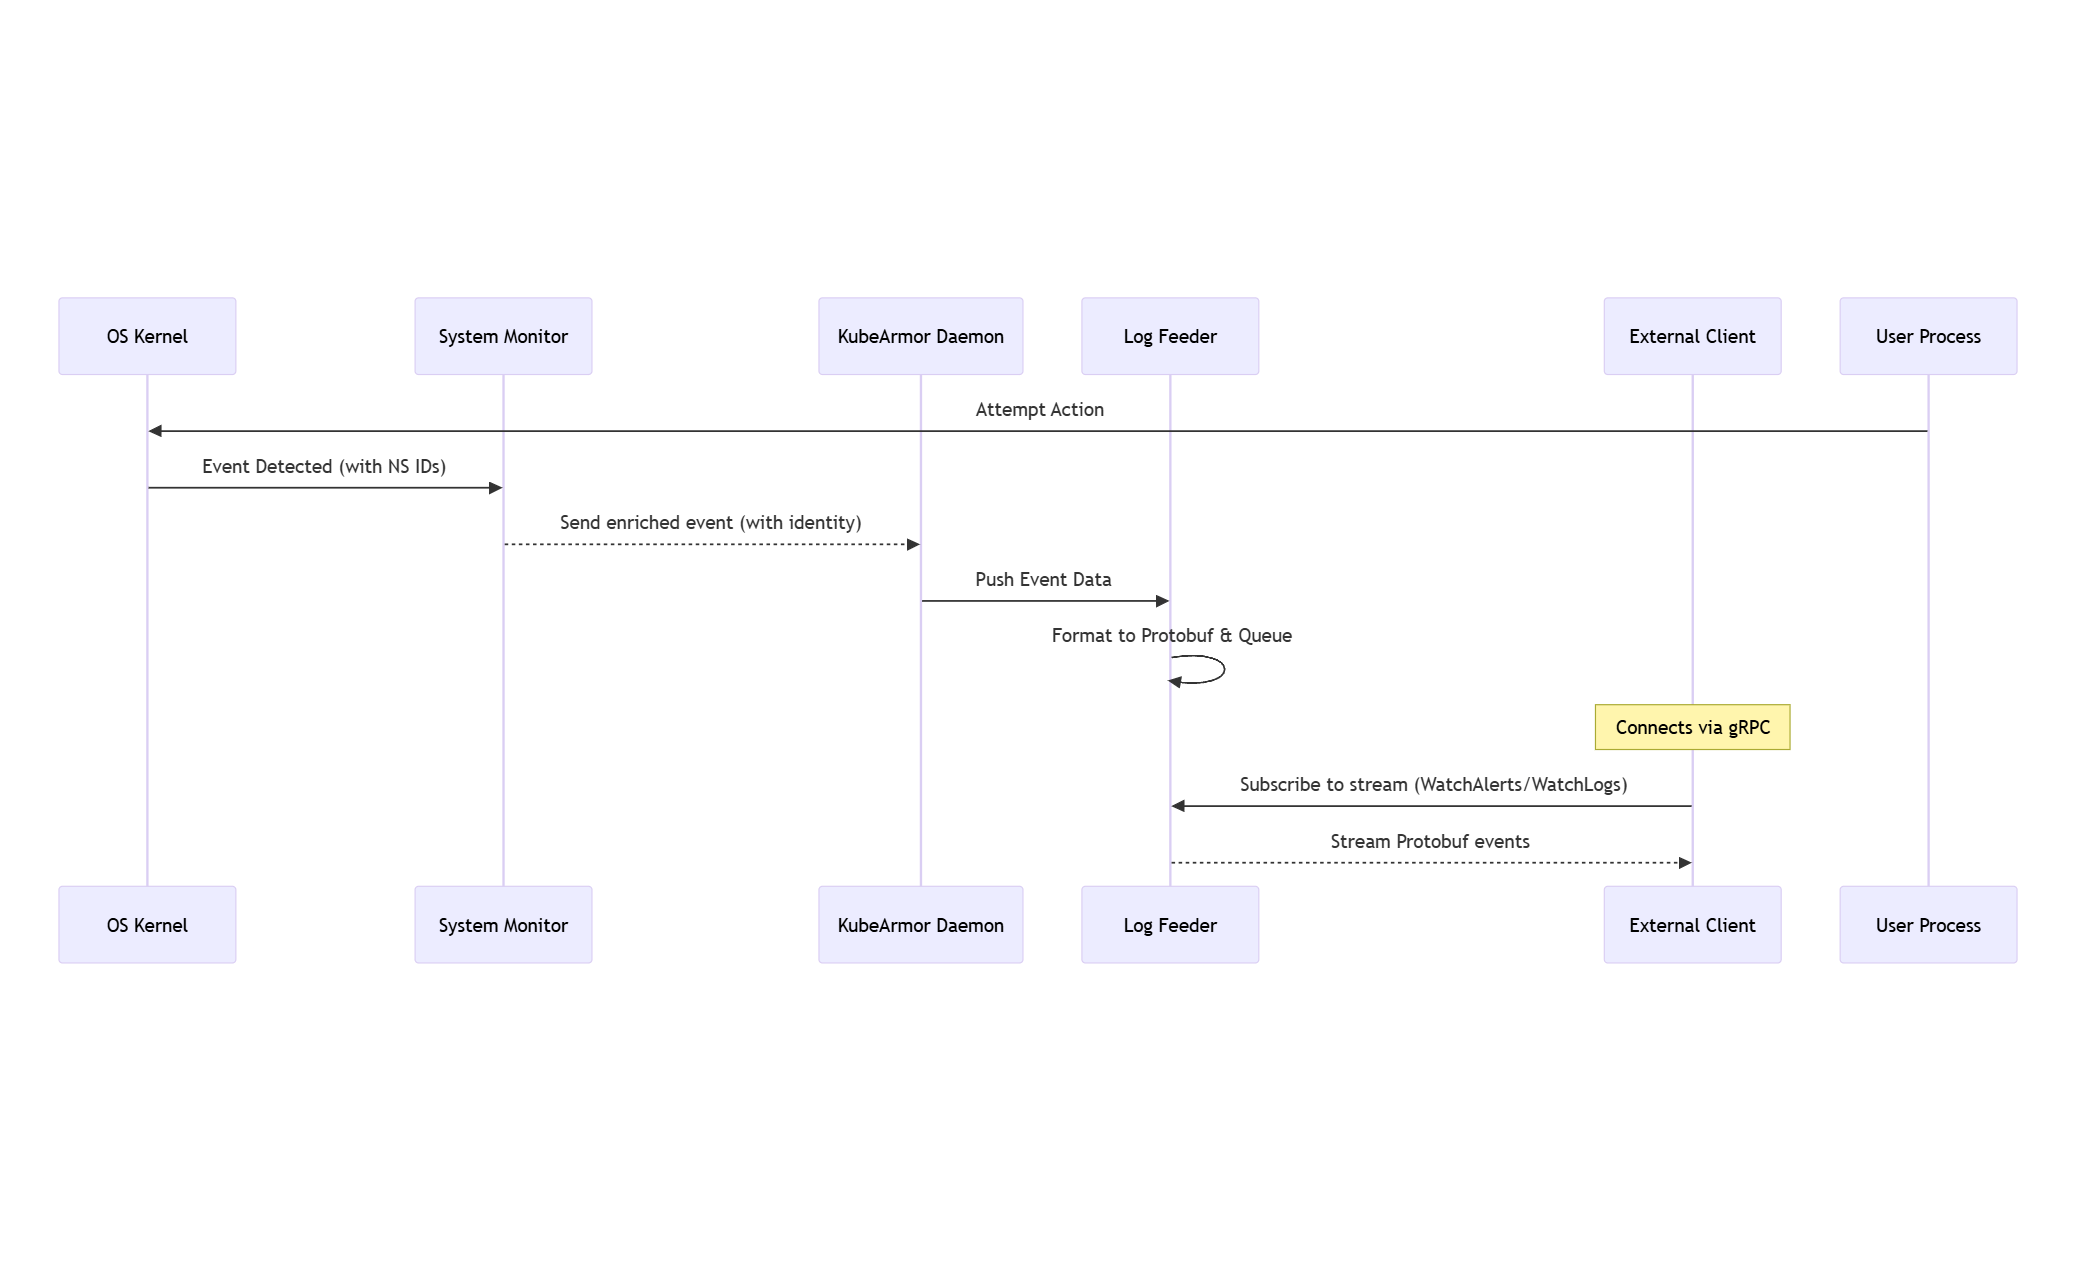 OS Kernel
System Monitor
KubeArmor Daemon
Log Feeder
External Client
User Process
Attempt Action
Event Detected (with NS IDs)
Send enriched event (with identity)
Push Event Data
Format to Protobuf & Queue
Connects via gRPC
Subscribe to stream (WatchAlerts/WatchLogs)
Stream Protobuf events
OS Kernel
System Monitor
KubeArmor Daemon
Log Feeder
External Client
User Process